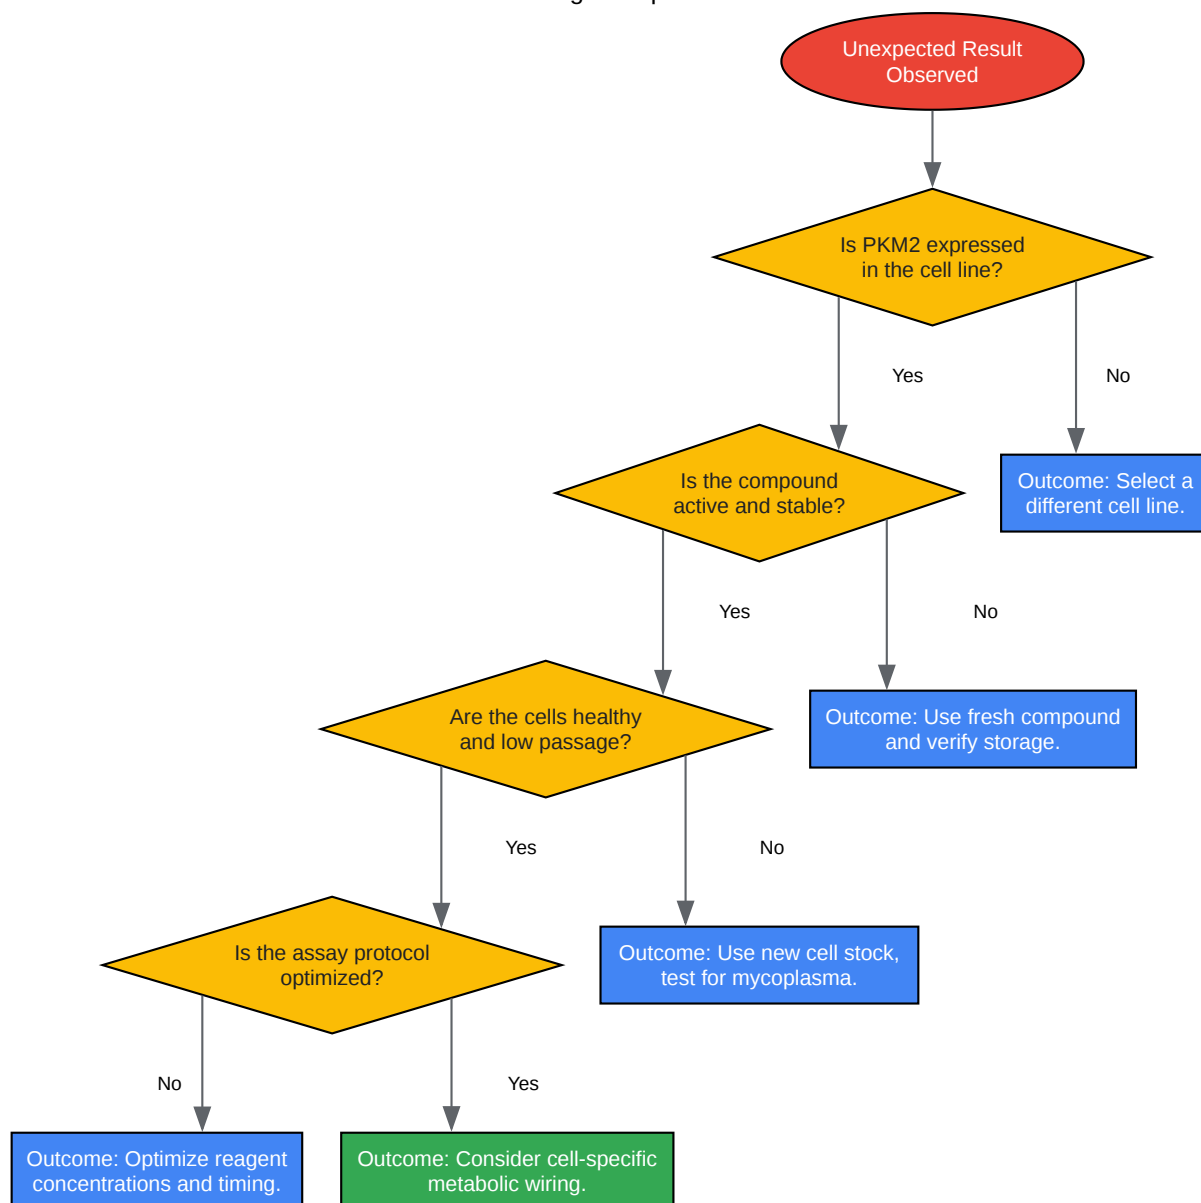 Unexpected Result
Observed
Is PKM2 expressed
in the cell line?
Yes
No
Is the compound
active and stable?
Outcome: Select a
different cell line.
Yes
No
Are the cells healthy
and low passage?
Outcome: Use fresh compound
and verify storage.
Yes
No
Is the assay protocol
optimized?
Outcome: Use new cell stock,
test for mycoplasma.
No
Yes
Outcome: Optimize reagent
concentrations and timing.
Outcome: Consider cell-specific
metabolic wiring.